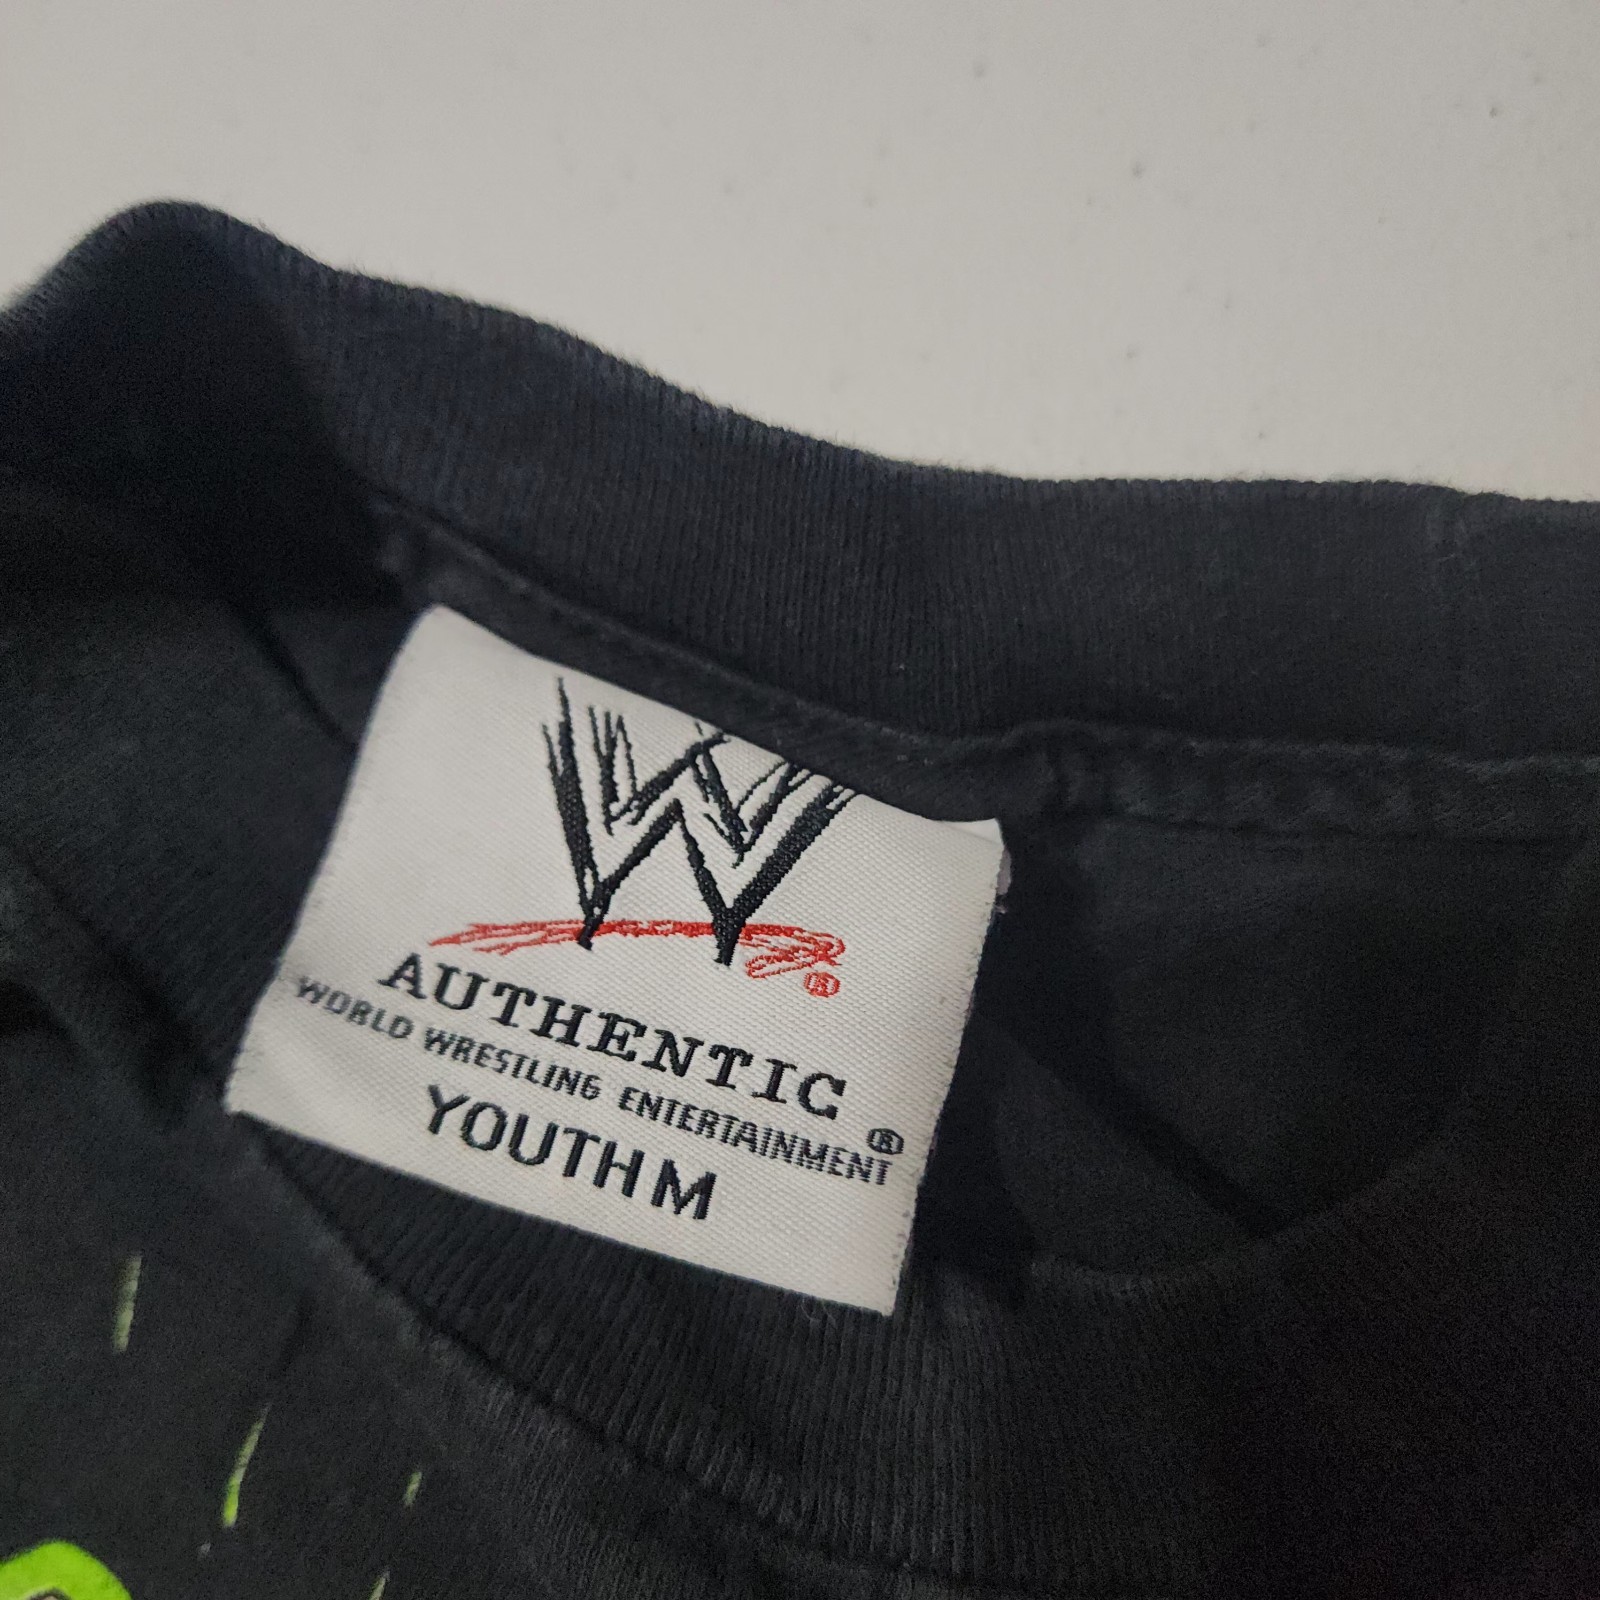 W®
AUTHENTIC
WORLD WRESTLING ENTERTAINMENT®
YOUTH M